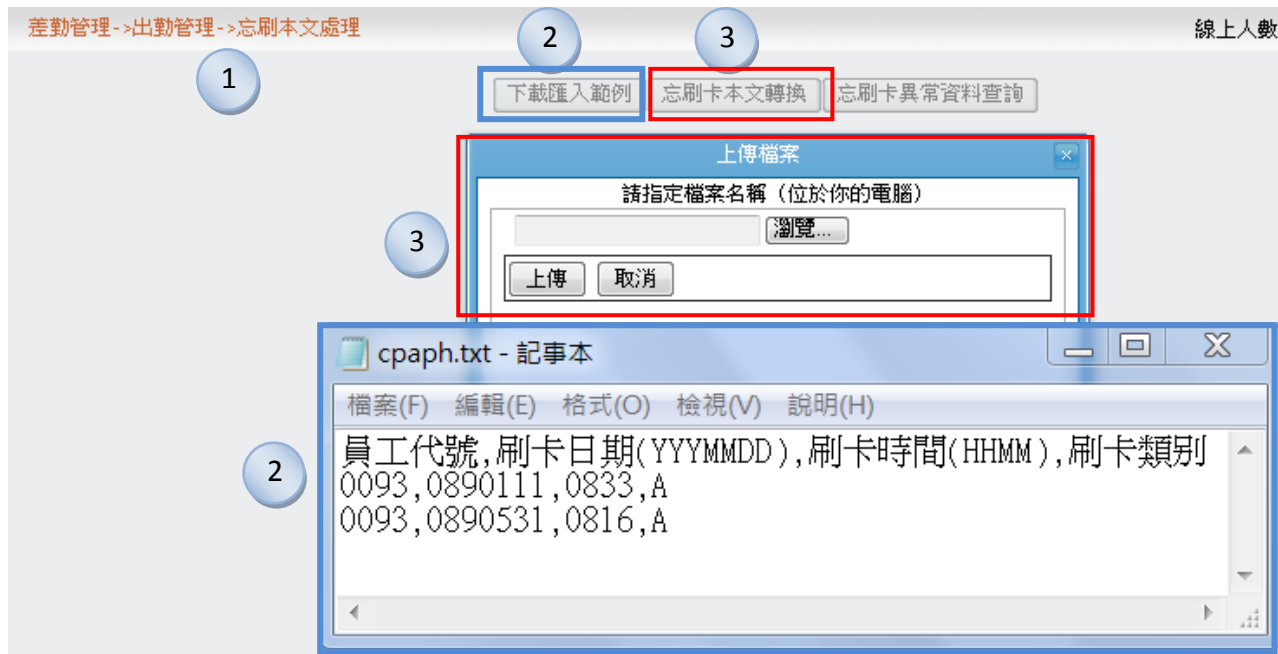 差勤管理->出勤管理->忘刷本文處理
線上人數
1
2
3
下載匯入範例 忘刷卡本文轉換 忘刷卡異常資料查詢
上傳檔案
請指定檔案名稱（位於你的電腦）
瀏覽...
3
上傳 取消
cpaph.txt - 記事本
檔案(F) 編輯(E) 格式(O) 檢視(V) 說明(H)
2
員工代號,刷卡日期(YYYMMDD),刷卡時間(HHMM),刷卡類別
0093,0890111,0833,A
0093,0890531,0816,A